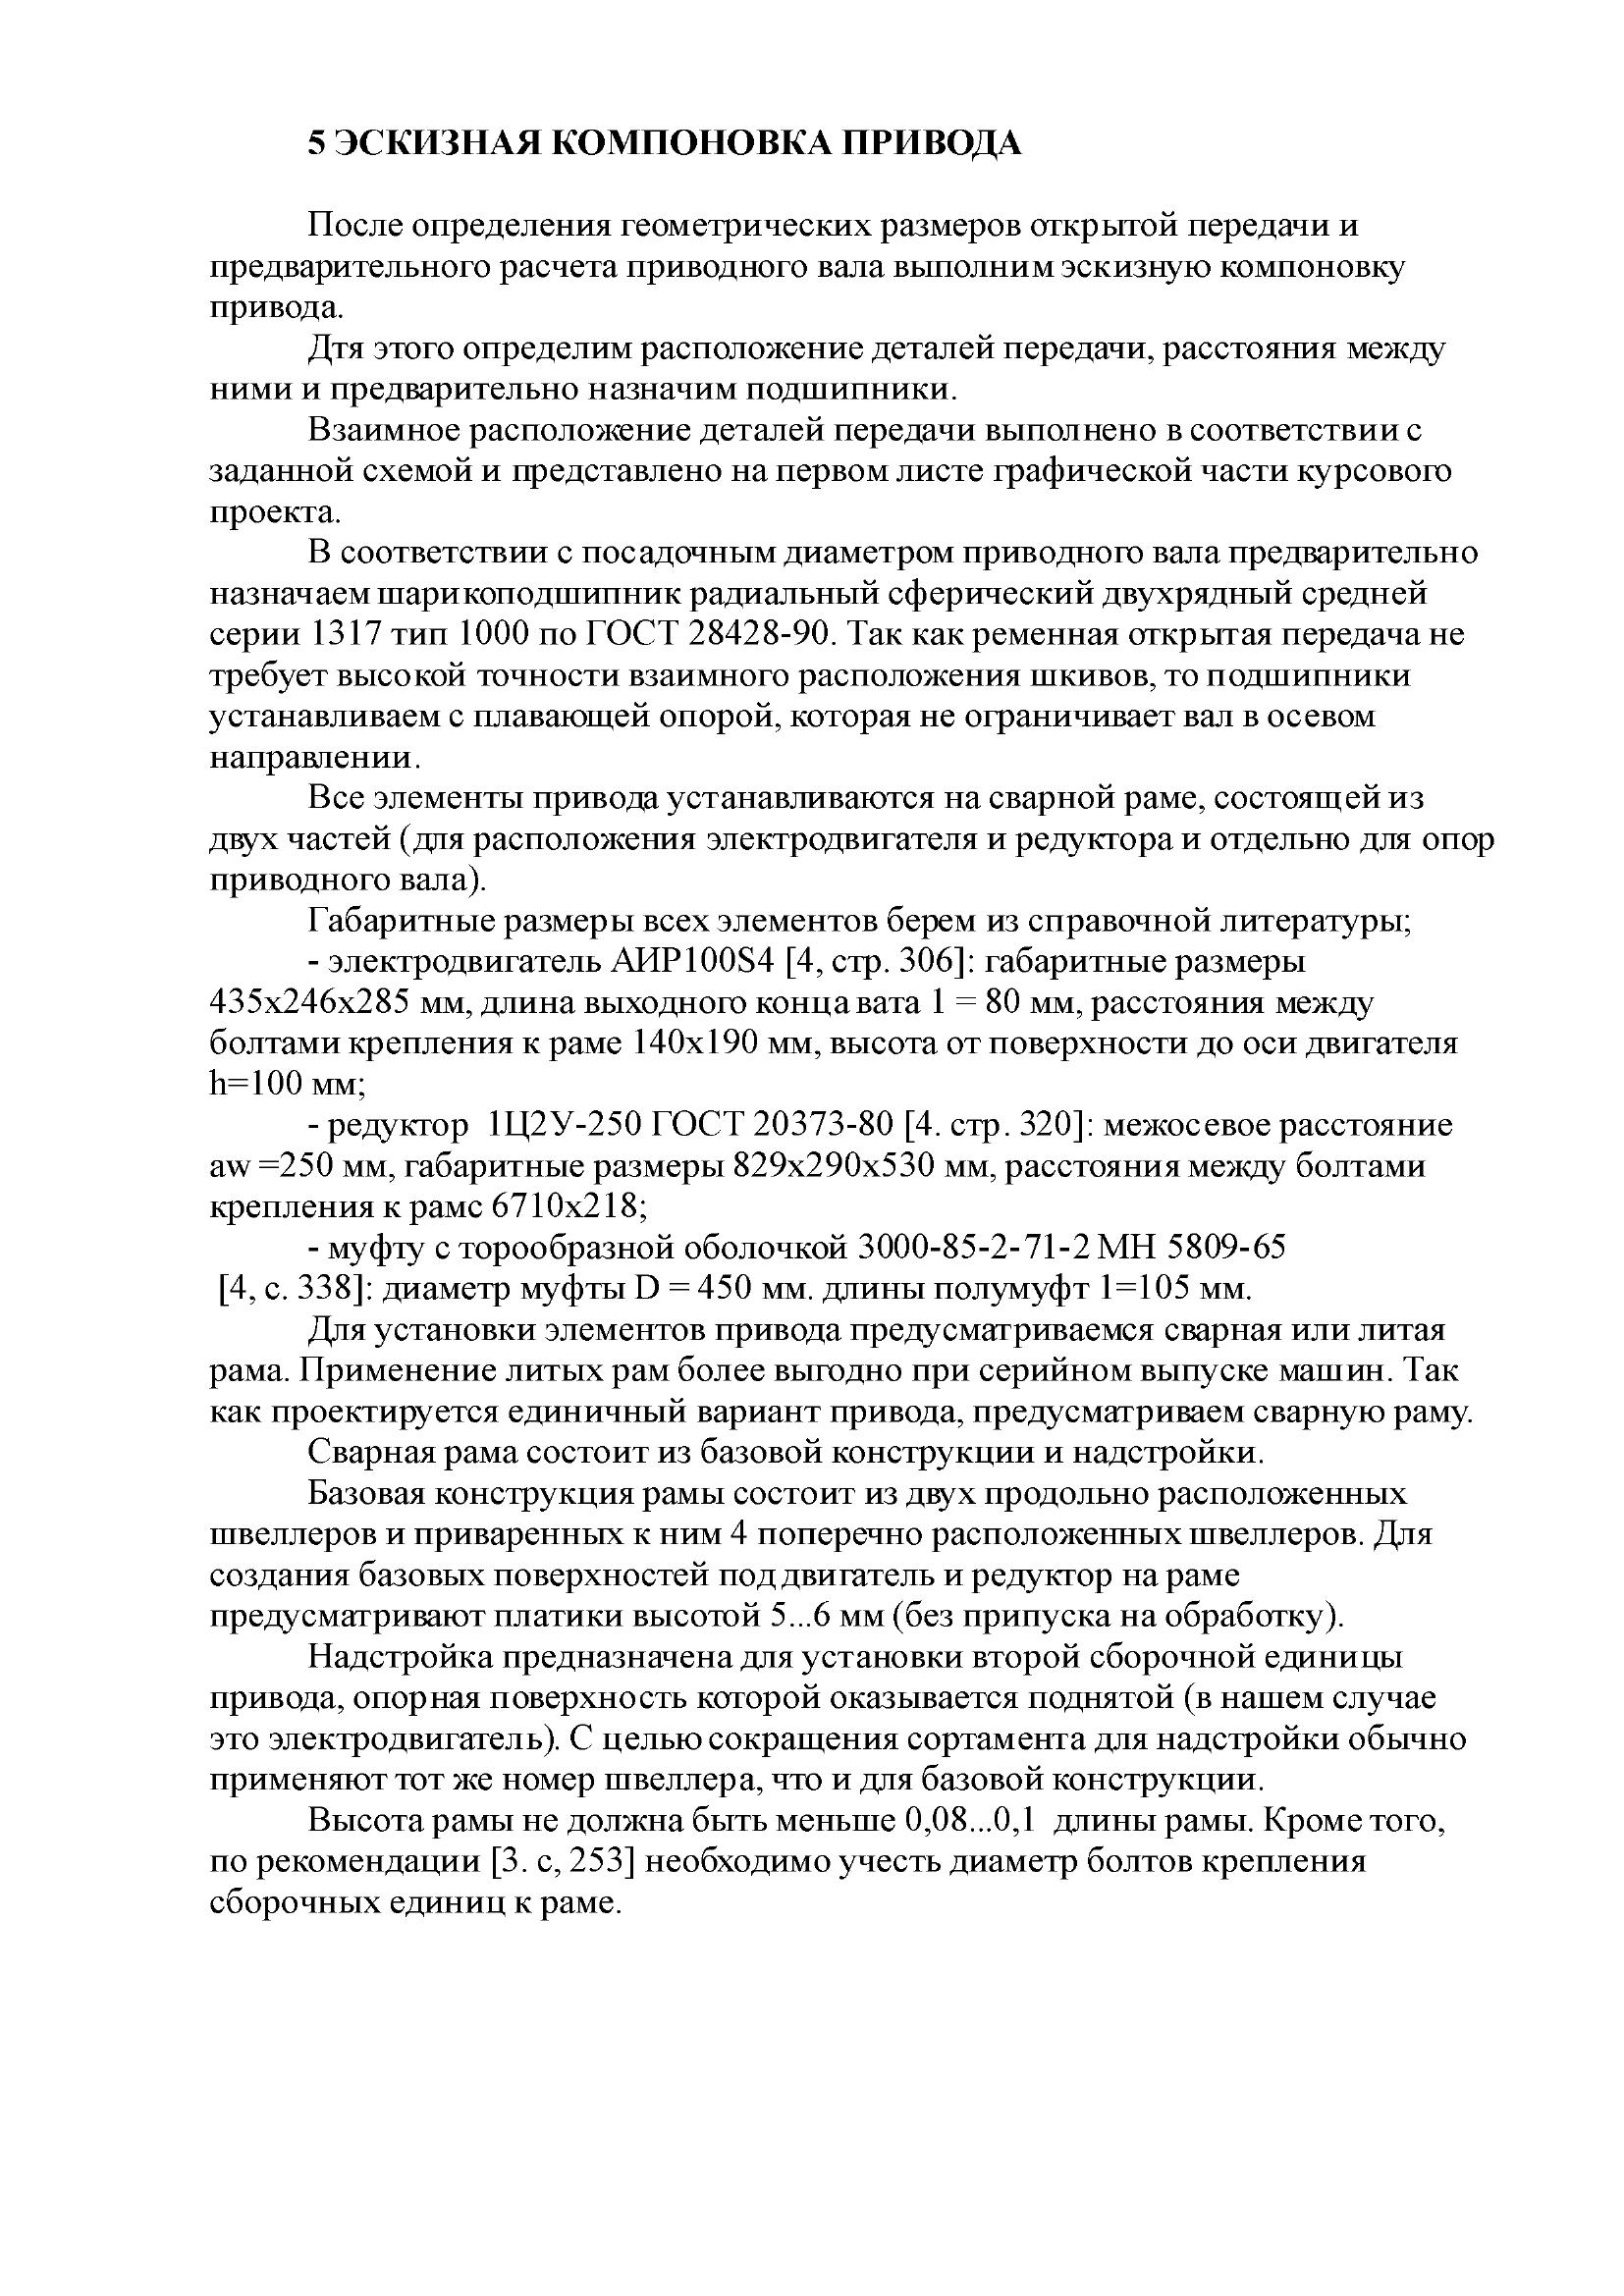 5 ЭСКИЗНАЯ КОМПОНОВКА ПРИВОДА
После определения геометрических размеров открытой передачи и
предварительного расчета приводного вала выполним эскизную компоновку
привода.
Дтя этого определим расположение деталей передачи, расстояния между
ними и предварительно назначим подшипники.
Взаимное расположение деталей передачи выполнено в соответствии с
заданной схемой и представлено на первом листе графической части курсового
проекта.
В соответствии с посадочным диаметром приводного вала предварительно
назначаем шарикоподшипник радиальный сферический двухрядный средней
серии 1317 тип 1000 по ГОСТ 28428-90. Так как ременная открытая передача не
требует высокой точности взаимного расположения шкивов, то подшипники
устанавливаем с плавающей опорой, которая не ограничивает вал в осевом
направлении.
Все элементы привода устанавливаются на сварной раме, состоящей из
двух частей (для расположения электродвигателя и редуктора и отдельно для опор
приводного вала).
Габаритные размеры всех элементов берем из справочной литературы;
- электродвигатель АИР100S4 [4, стр. 306]: габаритные размеры
435х246х285 мм, длина выходного конца вата 1 = 80 мм, расстояния между
болтами крепления к раме 140х190 мм, высота от поверхности до оси двигателя
h=100 мм;
- редуктор 1Ц2У-250 ГОСТ 20373-80 [4. стр. 320]: межосевое расстояние
aw =250 мм, габаритные размеры 829х290х530 мм, расстояния между болтами
крепления к рамс 6710х218;
- муфту с торообразной оболочкой 3000-85-2-71-2 МН 5809-65
[4, с. 338]: диаметр муфты D = 450 мм. длины полумуфт 1=105 мм.
Для установки элементов привода предусматриваемся сварная или литая
рама. Применение литых рам более выгодно при серийном выпуске машин. Так
как проектируется единичный вариант привода, предусматриваем сварную раму.
Сварная рама состоит из базовой конструкции и надстройки.
Базовая конструкция рамы состоит из двух продольно расположенных
швеллеров и приваренных к ним 4 поперечно расположенных швеллеров. Для
создания базовых поверхностей под двигатель и редуктор на раме
предусматривают платики высотой 5...6 мм (без припуска на обработку).
Надстройка предназначена для установки второй сборочной единицы
привода, опорная поверхность которой оказывается поднятой (в нашем случае
это электродвигатель). С целью сокращения сортамента для надстройки обычно
применяют тот же номер швеллера, что и для базовой конструкции.
Высота рамы не должна быть меньше 0,08...0,1 длины рамы. Кроме того,
по рекомендации [3. с, 253] необходимо учесть диаметр болтов крепления
сборочных единиц к раме.